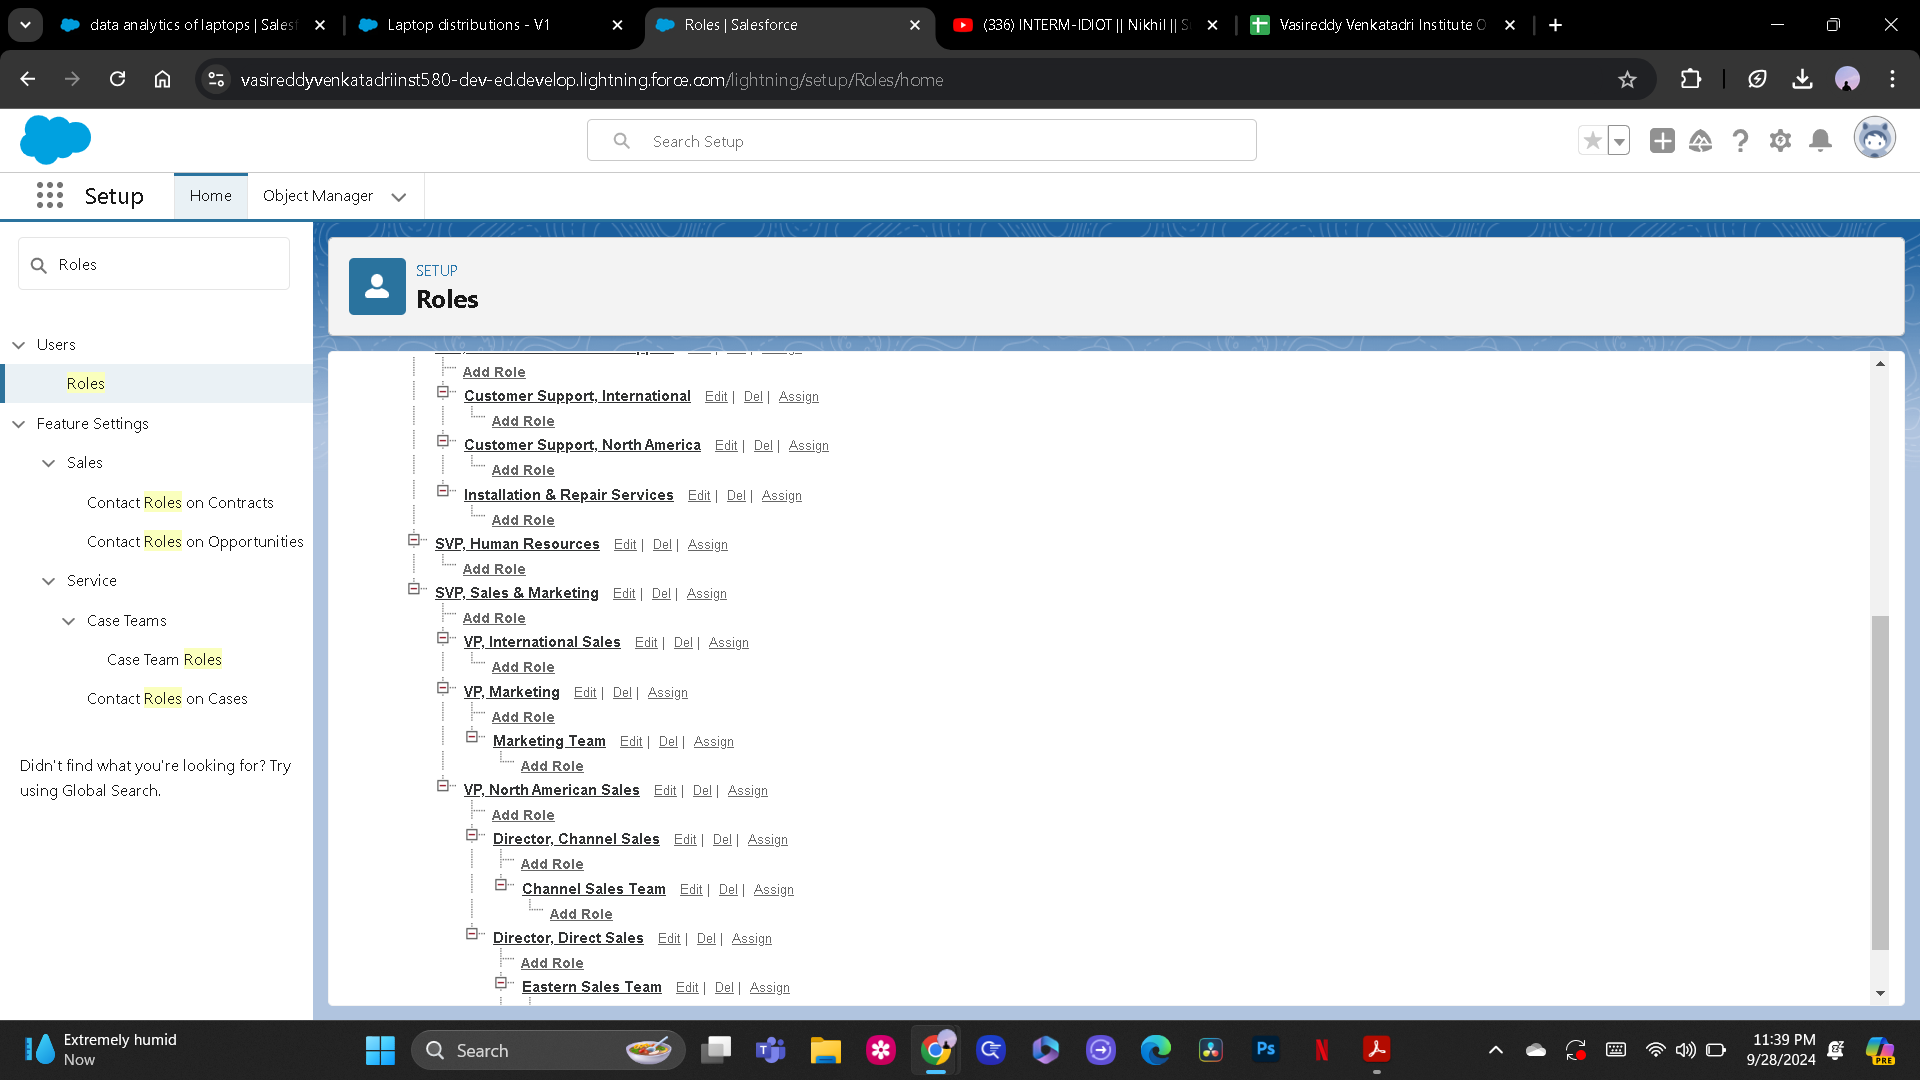 data analytics of laptops | Sales
Laptop distributions - V1
Roles | Salesforce
(336) INTERM-IDIOT || Nikhil || S
Vasireddy Venkatadri Institute O
vasireddyvenkatadriinst580-dev-ed.develop.lightning.force.com/lightning/setup/Roles/home
Search Setup
Setup
Home
Object Manager
Roles
Users
Roles
Feature Settings
Sales
Contact Roles on Contracts
Contact Roles on Opportunities
Service
Case Teams
Case Team Roles
Contact Roles on Cases
Didn't find what you're looking for? Try
using Global Search.
SETUP
Roles
Add Role
Customer Support, International Edit | Del | Assign
Add Role
Customer Support, North America Edit | Del | Assign
Add Role
Installation & Repair Services Edit | Del | Assign
Add Role
SVP, Human Resources Edit | Del | Assign
Add Role
SVP, Sales & Marketing Edit | Del | Assign
Add Role
VP, International Sales Edit | Del | Assign
Add Role
VP, Marketing Edit | Del | Assign
Add Role
Marketing Team Edit | Del | Assign
Add Role
VP, North American Sales Edit | Del | Assign
Add Role
Director, Channel Sales Edit | Del | Assign
Add Role
Channel Sales Team Edit | Del | Assign
Add Role
Director, Direct Sales Edit | Del | Assign
Add Role
Eastern Sales Team Edit | Del | Assign
Extremely humid
Now
Search
Ps
11:39 PM
9/28/2024
PRE